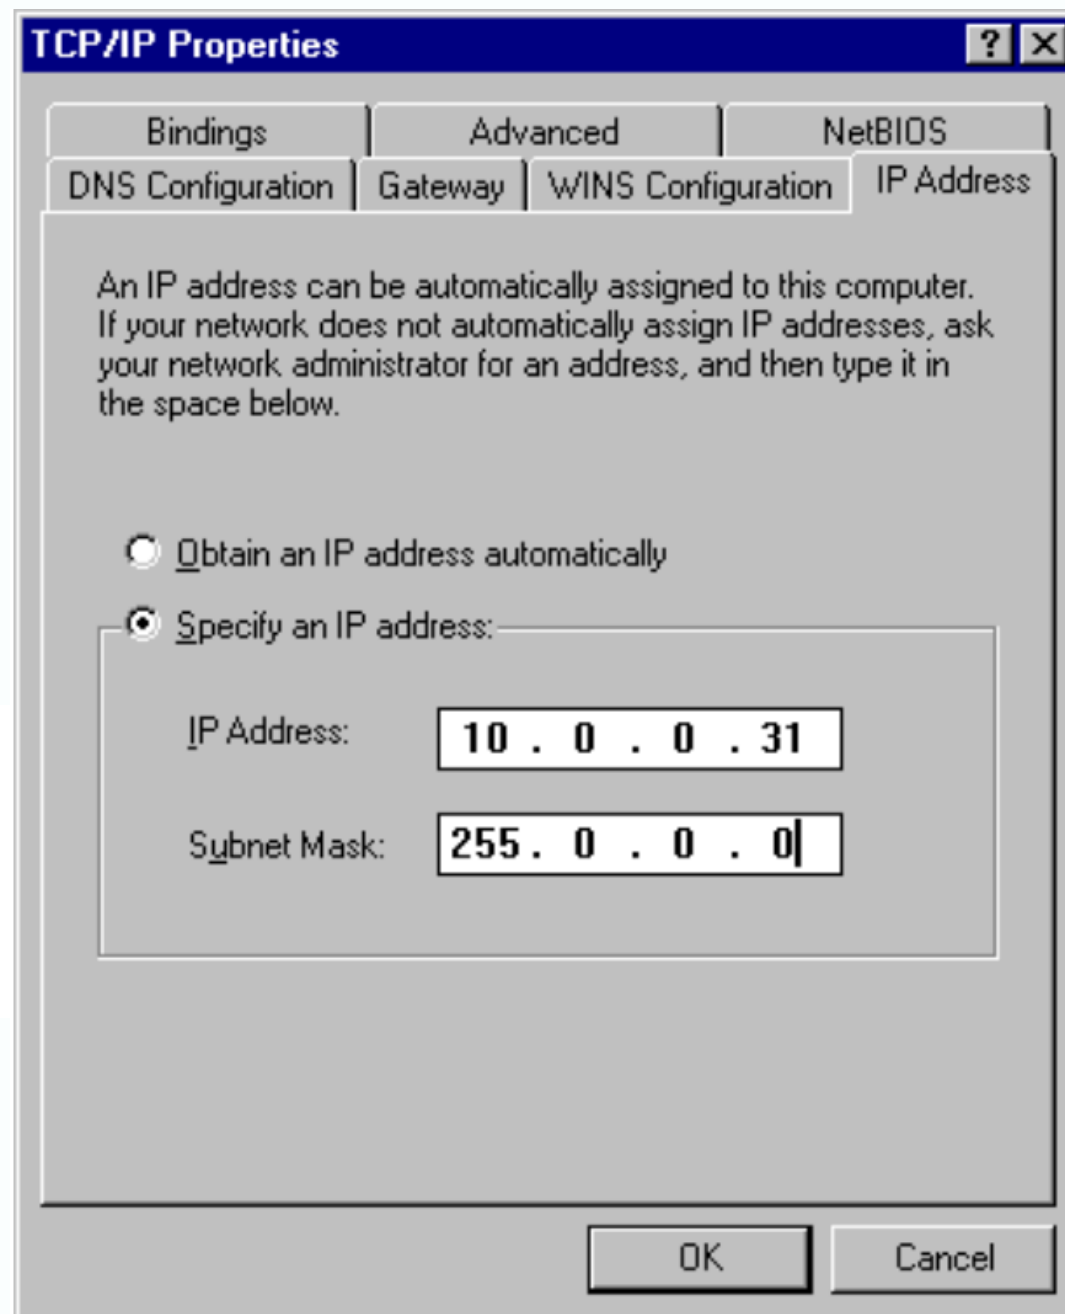 TCP/IP Properties ? X
Bindings Advanced NetBIOS
DNS Configuration Gateway WINS Configuration IP Address
An IP address can be automatically assigned to this computer.
If your network does not automatically assign IP addresses, ask
your network administrator for an address, and then type it in
the space below.
Obtain an IP address automatically
Specify an IP address:
IP Address: 10 . 0 . 0 . 31
Subnet Mask: 255 . 0 . 0 . 0
OK Cancel